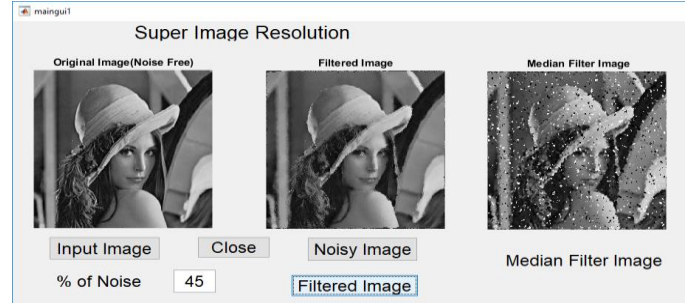 maingui1
Super Image Resolution
Original Image(Noise Free) Filtered Image Median Filter Image
Input Image Close Noisy Image
Median Filter Image
% of Noise 45 Filtered Image